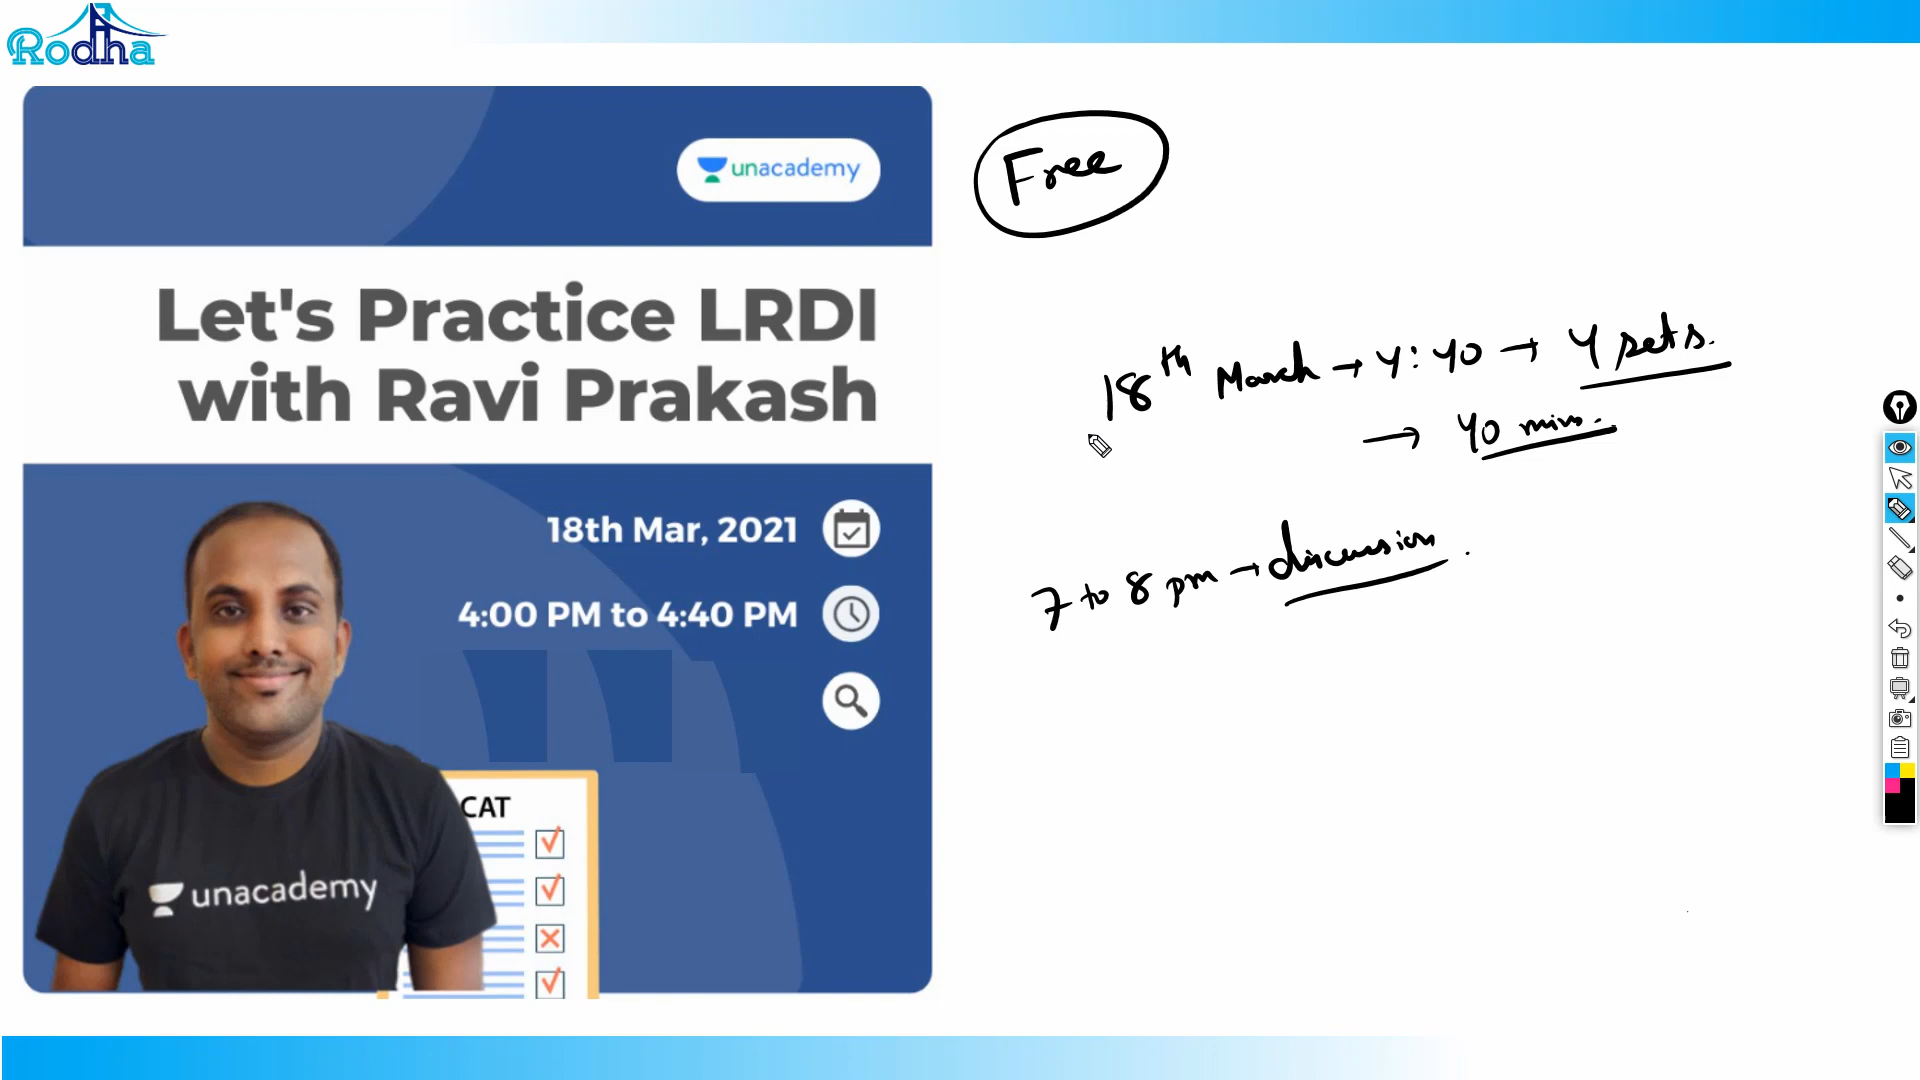 Rodha
unacademy
Let's Practice LRDI
with Ravi Prakash
18th Mar, 2021
4:00 PM to 4:40 PM
CAT
unacademy
Free
18th March → 4:40 → 4 sets.
→ 40 mins.
7 to 8 pm → discussion.